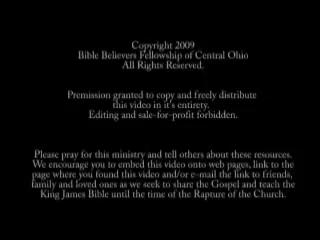 Copyright 2009
Bible Believers Fellowship of Central Ohio
All Rights Reserved.
Premission granted to copy and freely distribute
this video in it's entirety.
Editing and sale-for-profit forbidden.
Please pray for this ministry and tell others about these resources.
We encourage you to embed this video onto web pages, link to the
page where you found this video and/or e-mail the link to friends,
family and loved ones as we seek to share the Gospel and teach the
King James Bible until the time of the Rapture of the Church.